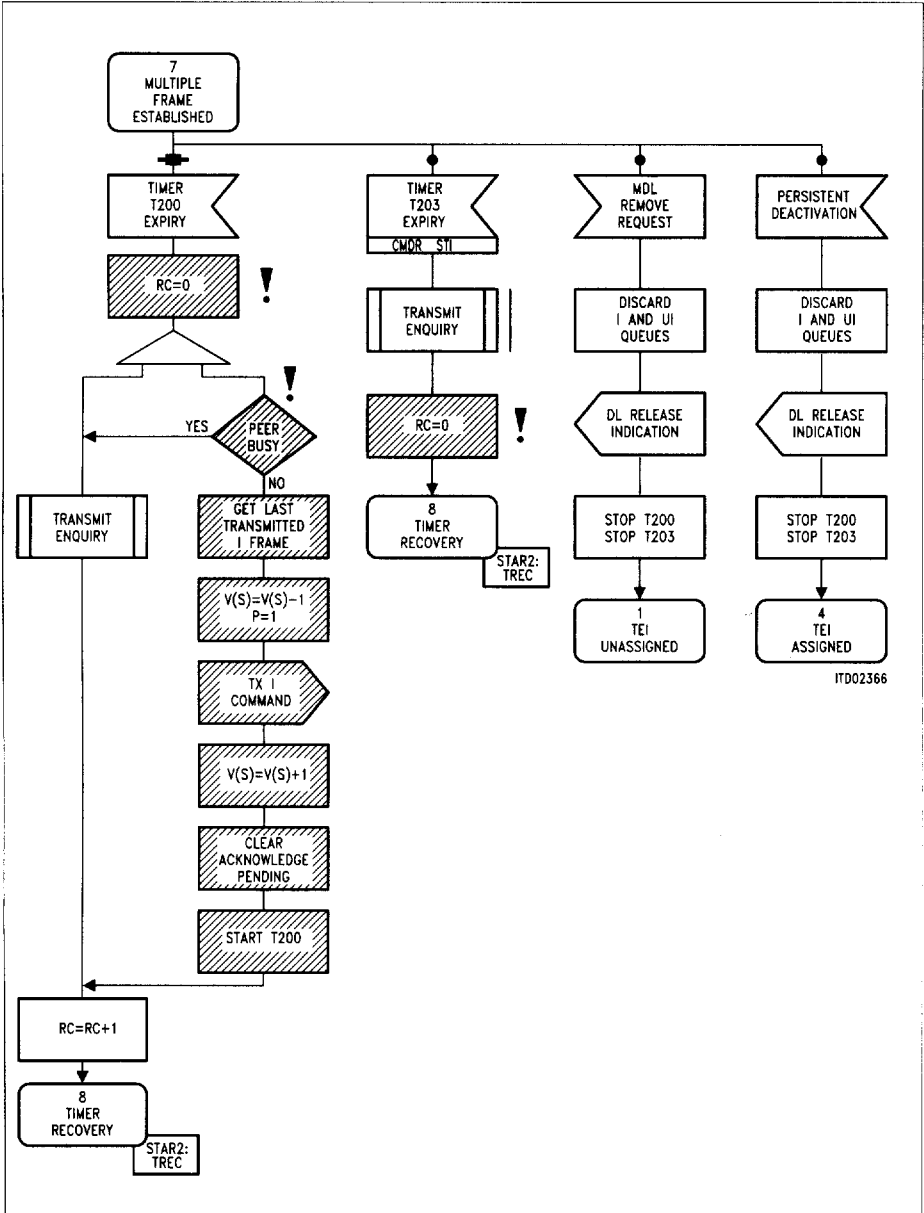 7
MULTIPLE
FRAME
ESTABLISHED
TIMER
T200
EXPIRY
RC=0
PEER
BUSY
YES
NO
TRANSMIT
ENQUIRY
GET LAST
TRANSMITTED
I FRAME
V(S)=V(S)-1
P=1
TX I
COMMAND
V(S)=V(S)+1
CLEAR
ACKNOWLEDGE
PENDING
START T200
RC=RC+1
8
TIMER
RECOVERY
STAR2:
TREC
TIMER
T203
EXPIRY
CMDR STI
TRANSMIT
ENQUIRY
RC=0
8
TIMER
RECOVERY
STAR2:
TREC
MDL
REMOVE
REQUEST
DISCARD
I AND UI
QUEUES
DL RELEASE
INDICATION
STOP T200
STOP T203
1
TEI
UNASSIGNED
PERSISTENT
DEACTIVATION
DISCARD
I AND UI
QUEUES
DL RELEASE
INDICATION
STOP T200
STOP T203
4
TEI
ASSIGNED
ITD02366